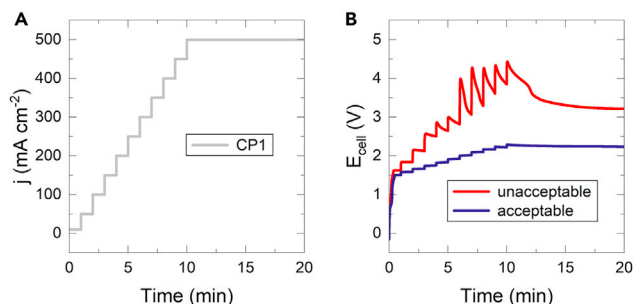 A
500
400
300
200
100
0
j (mA cm⁻²)
CP1
0
5
10
15
20
Time (min)
B
5
4
3
2
1
0
E_cell (V)
unacceptable
acceptable
0
5
10
15
20
Time (min)